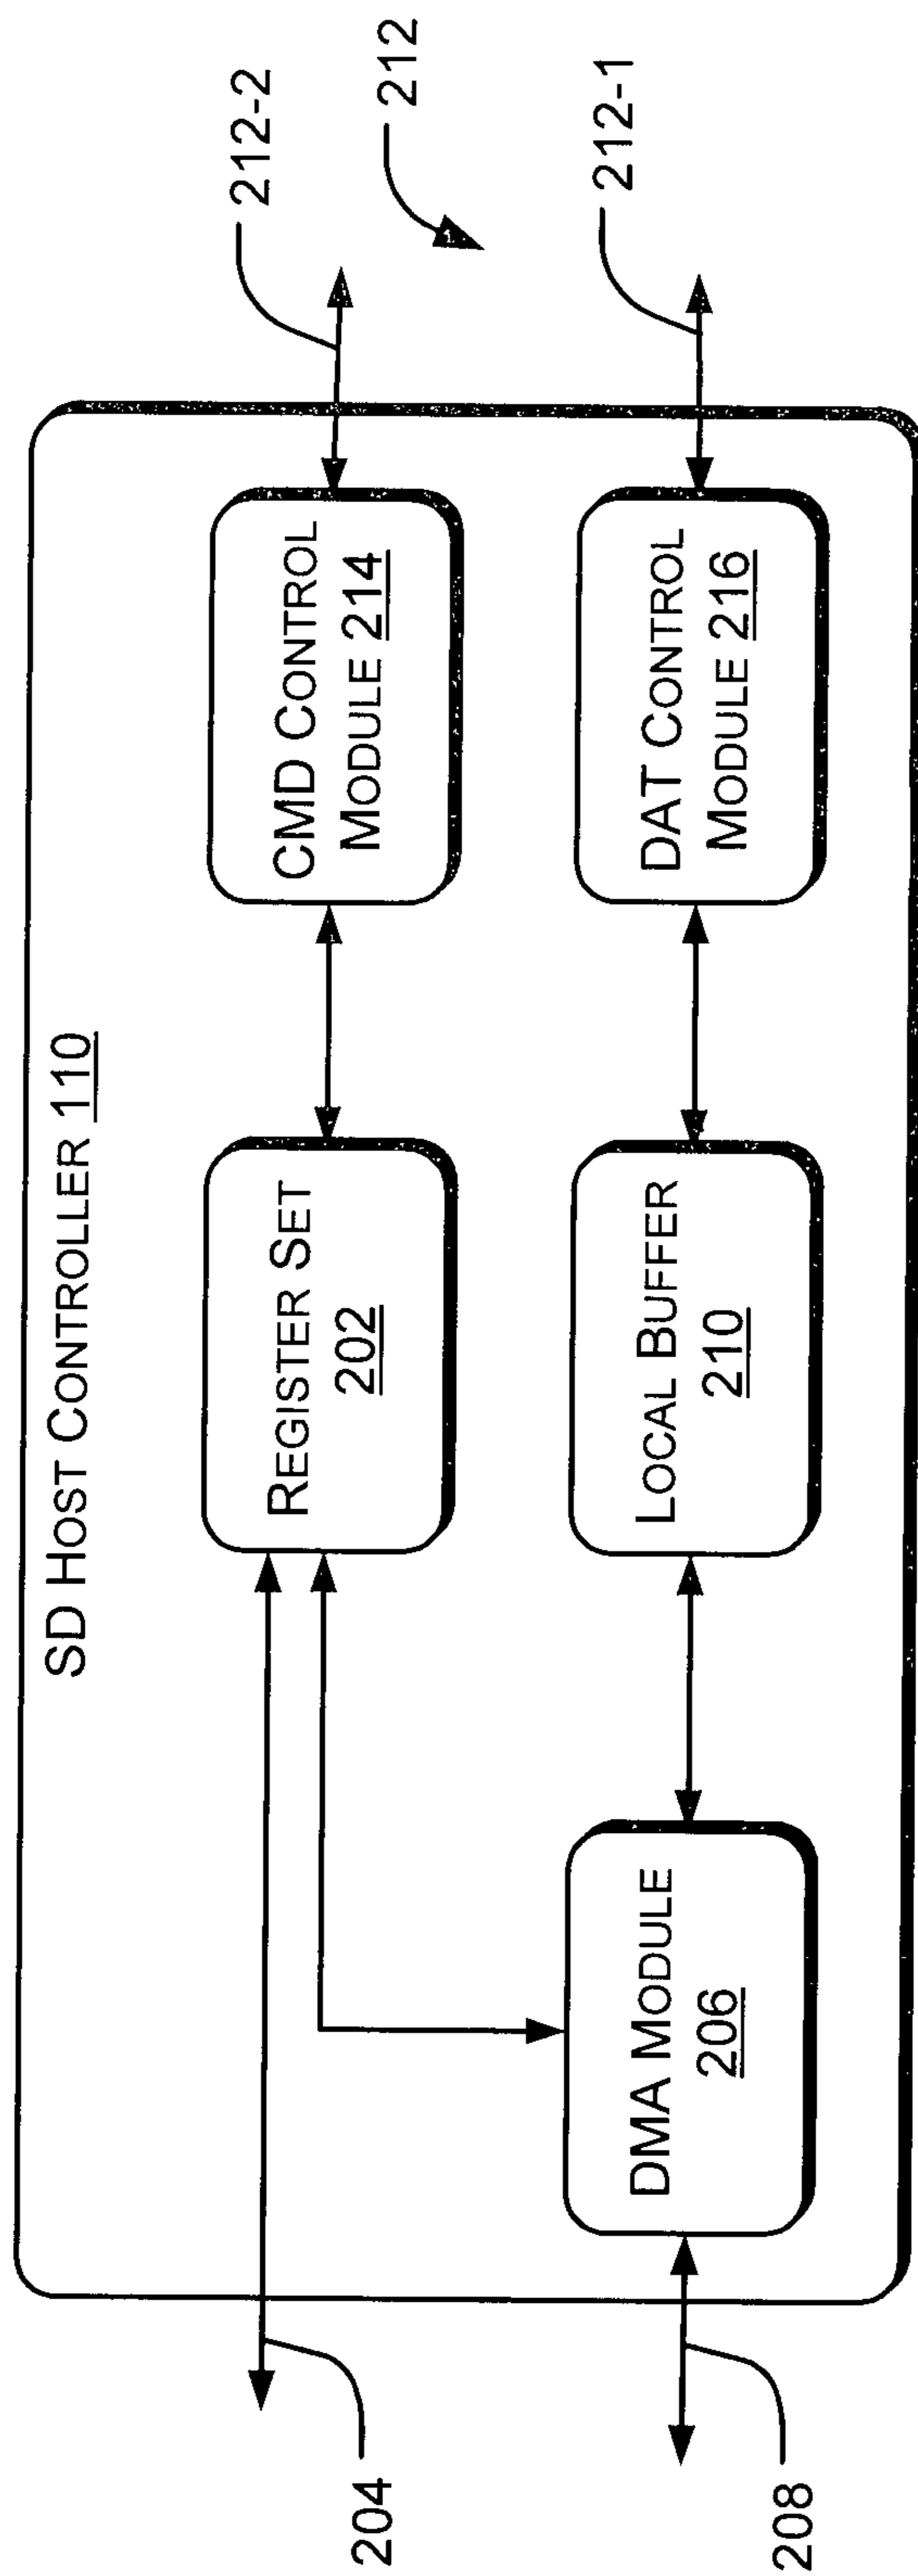 SD HOST CONTROLLER 110
204
REGISTER SET
202
CMD CONTROL
MODULE 214
212-2
212
208
DMA MODULE
206
LOCAL BUFFER
210
DAT CONTROL
MODULE 216
212-1